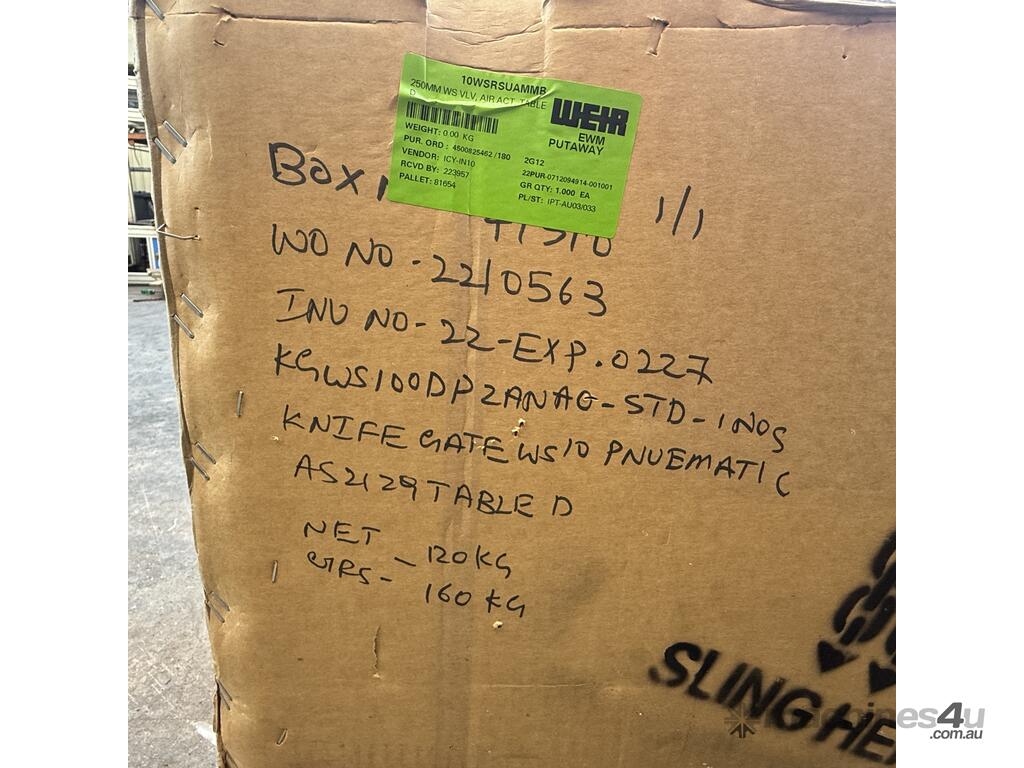 10WSRSUAMMB
250MM WS VLV, AIR ACT, TABLE
D
WEIR
EWM
PUTAWAY
WEIGHT: 0.00 KG
PUR. ORD : 4500825462 /180
VENDOR: ICY-IN10
RCVD BY: 223957
PALLET: 81654
2G12
22PUR-0712094914-001001
GR QTY: 1.000 EA
PL/ST: IPT-AU03/033
BOX 1/1
WO NO - 2210563
INV NO - 22-EXP.0227
KGWS100DP2ANAO-STD-1NOS
KNIFE GATE WS10 PNUEMATIC
AS2129 TABLE D
NET - 120KG
GRS - 160 KG
SLING HE
machines4u
.com.au